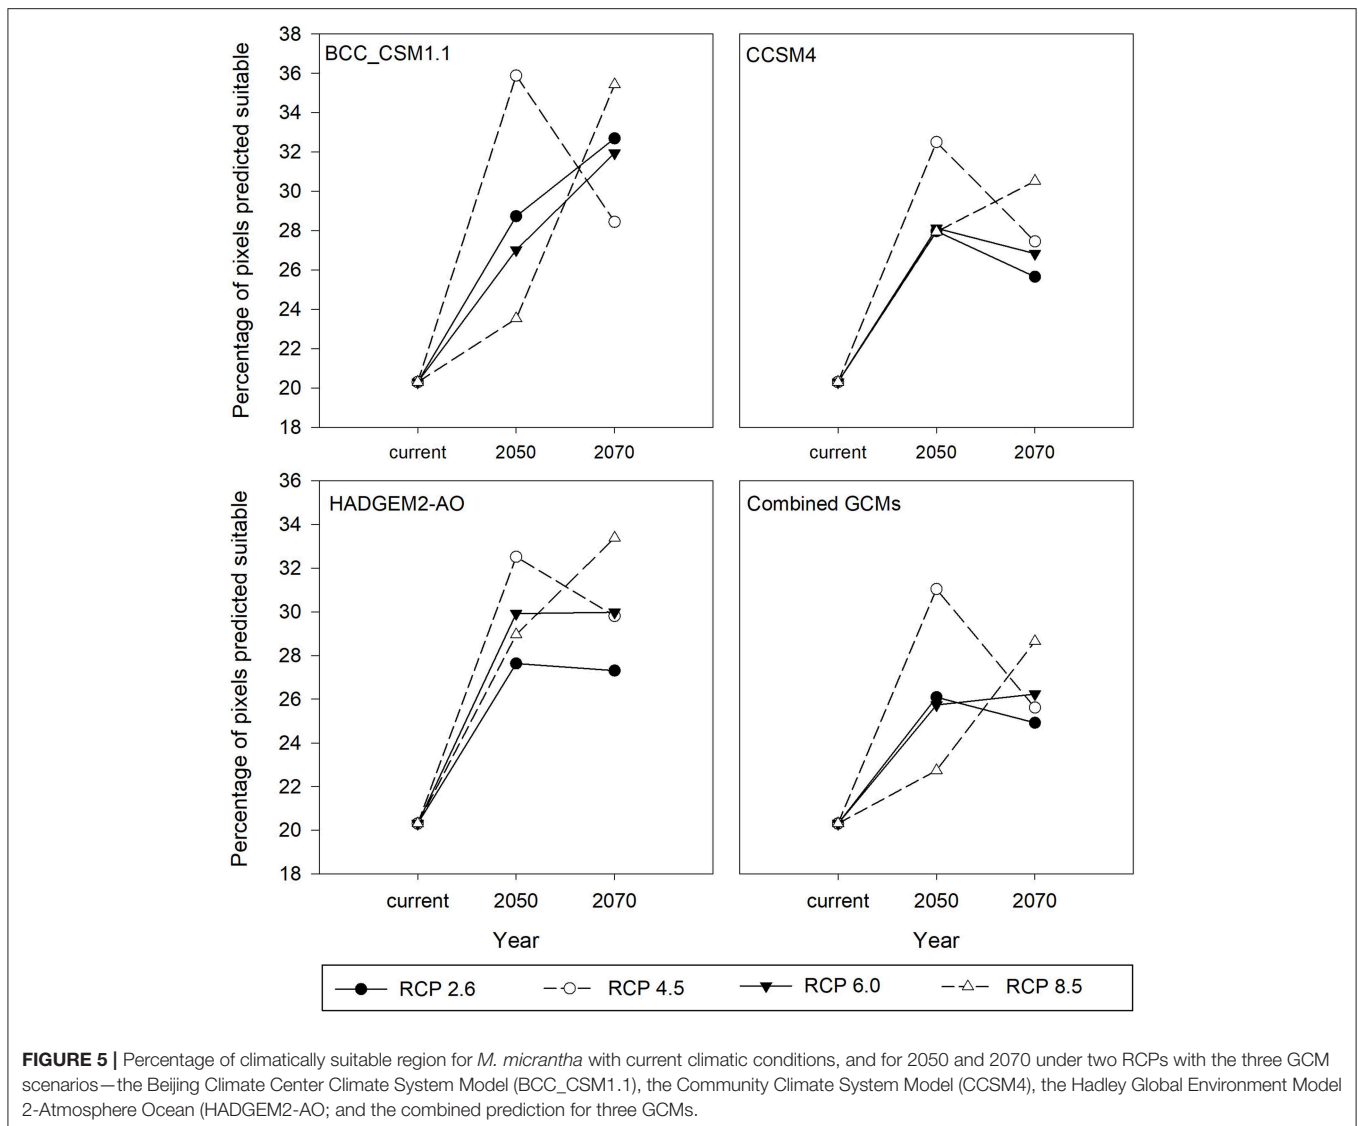 BCC_CSM1.1
CCSM4
Percentage of pixels predicted suitable
38
36
34
32
30
28
26
24
22
20
18
current 2050 2070
current 2050 2070
HADGEM2-AO
Combined GCMs
Percentage of pixels predicted suitable
36
34
32
30
28
26
24
22
20
18
current 2050 2070
current 2050 2070
Year
Year
RCP 2.6 RCP 4.5 RCP 6.0 RCP 8.5
FIGURE 5 | Percentage of climatically suitable region for M. micrantha with current climatic conditions, and for 2050 and 2070 under two RCPs with the three GCM
scenarios—the Beijing Climate Center Climate System Model (BCC_CSM1.1), the Community Climate System Model (CCSM4), the Hadley Global Environment Model
2-Atmosphere Ocean (HADGEM2-AO; and the combined prediction for three GCMs.